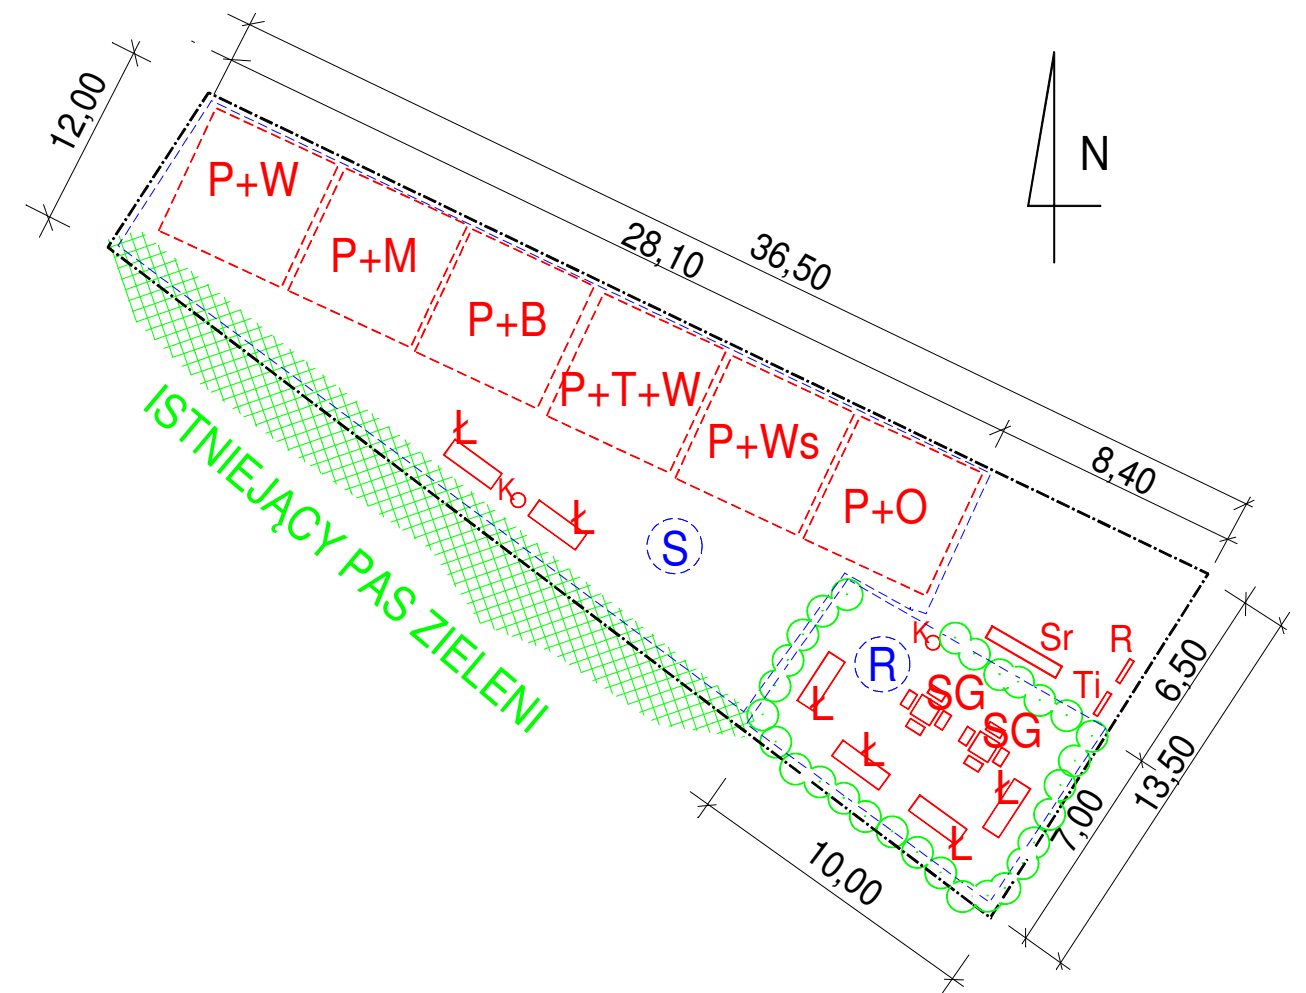 12,00
N
P+W
28,10
36,50
P+M
P+B
P+T+W
Ł
P+Ws
8,40
K
P+O
Ł
S
K
Sr
R
R
Ti
6,50
SG
Ł
SG
Ł
Ł
13,50
7,00
Ł
10,00
ISTNIEJĄCY PAS ZIELENI